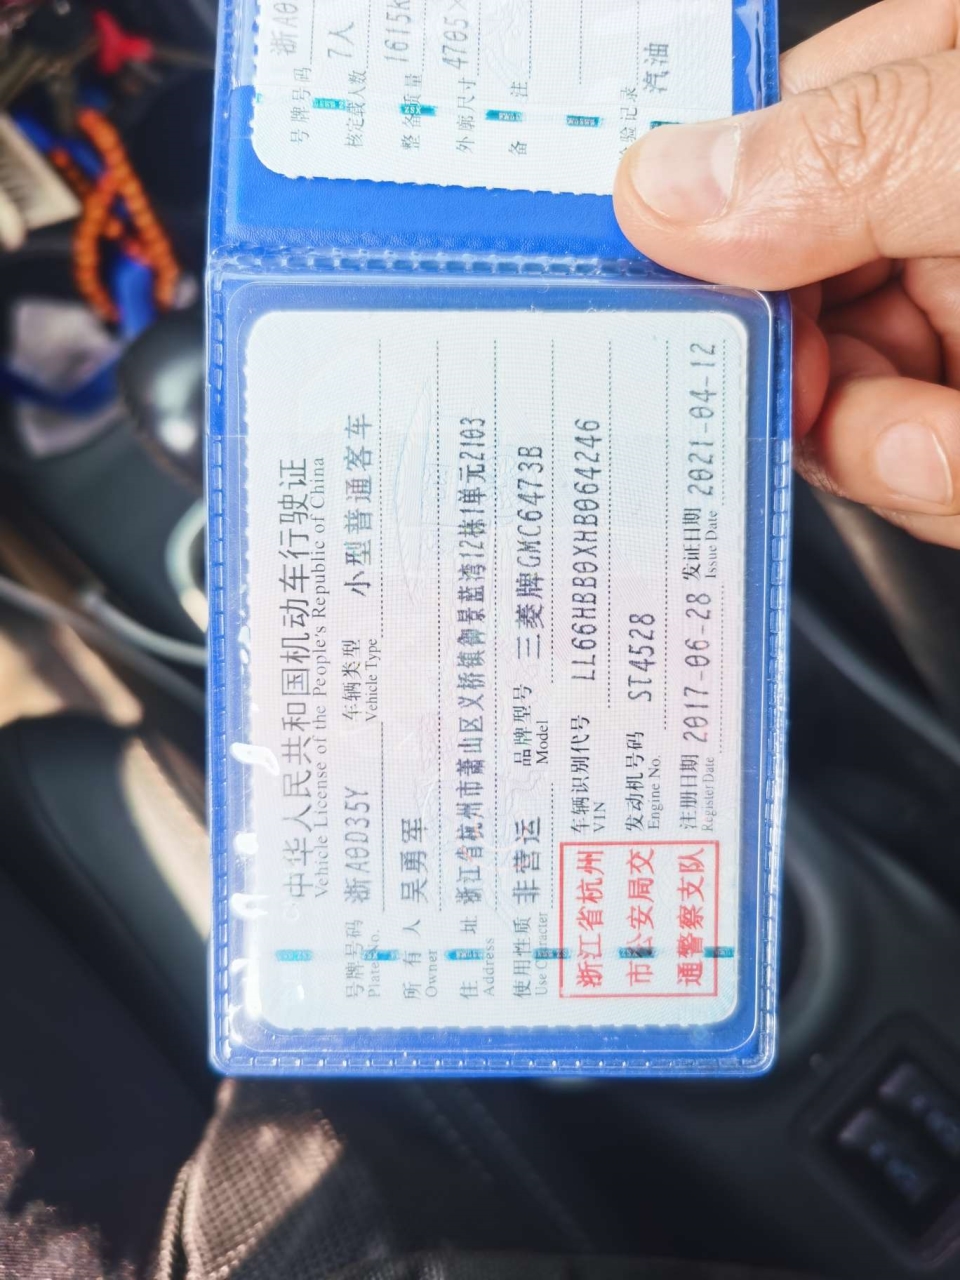 中华人民共和国机动车行驶证
Vehicle License of the People's Republic of China
号牌号码 浙A0D35Y 车辆类型 小型普通客车
Plate No. Vehicle Type
所有人 吴勇军
Owner
住址 浙江省杭州市萧山区义桥镇御景蓝湾12栋1单元2103
Address
使用性质 非营运 品牌型号 三菱牌GMC6473B
Use Character Model
车辆识别代号 LL66HBB0XHB064246
VIN
发动机号码 ST4528
Engine No.
注册日期 2017-06-28 发证日期 2021-04-12
Register Date Issue Date
浙江省杭州
市公安局交
通警察支队
号牌号码 浙A0
核定载人数 7人
整备质量 1615k
外廓尺寸 4705×
备注
验记录 汽油